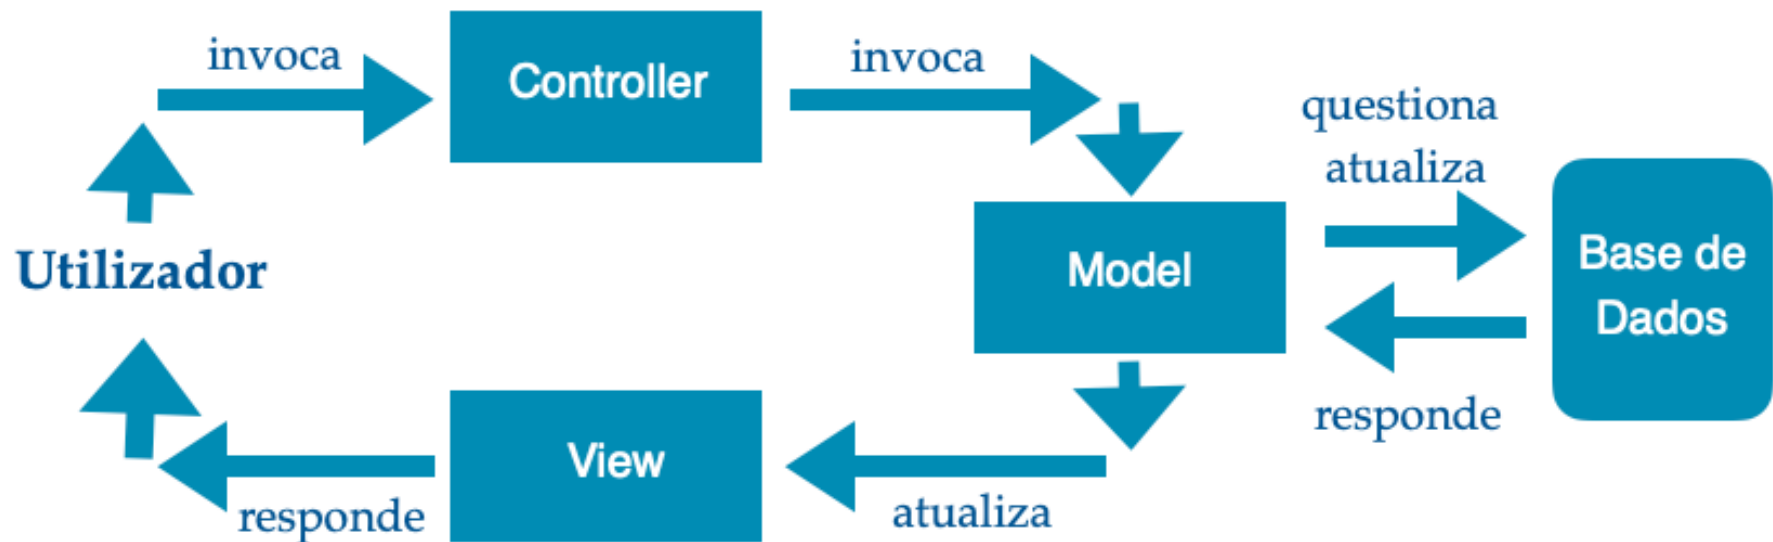 invoca
Controller
invoca
questiona
atualiza
Utilizador
Model
Base de
Dados
responde
View
responde
atualiza